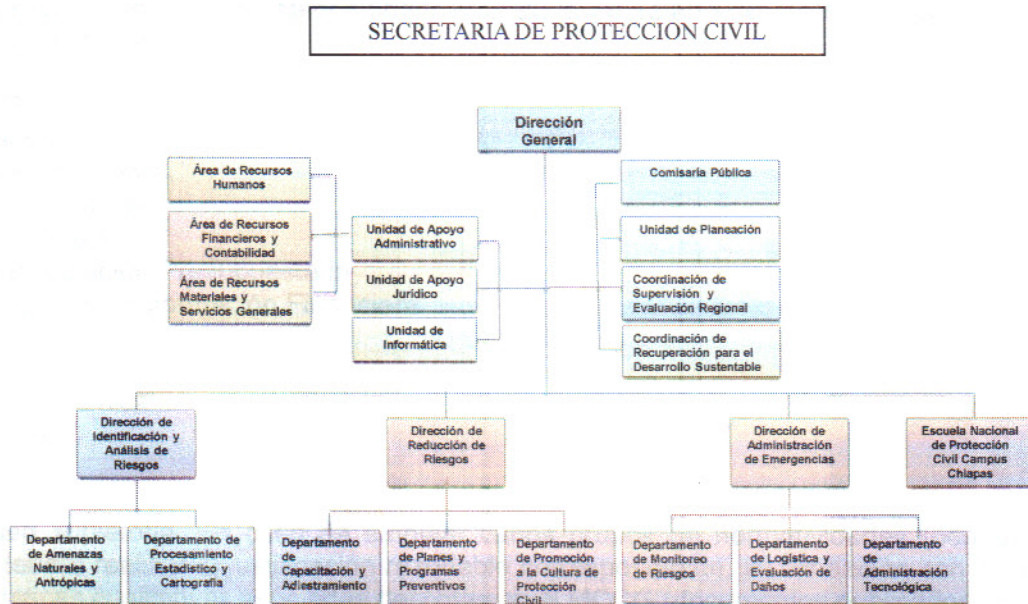 SECRETARIA DE PROTECCION CIVIL
Dirección
General
Área de Recursos
Humanos
Área de Recursos
Financieros y
Contabilidad
Área de Recursos
Materiales y
Servicios Generales
Unidad de Apoyo
Administrativo
Unidad de Apoyo
Jurídico
Unidad de
Informática
Comisaría Pública
Unidad de Planeación
Coordinación de
Supervisión y
Evaluación Regional
Coordinación de
Recuperación para el
Desarrollo Sustentable
Dirección de
Identificación y
Análisis de
Riesgos
Dirección de
Reducción de
Riesgos
Dirección de
Administración
de Emergencias
Escuela Nacional
de Protección
Civil Campus
Chiapas
Departamento
de Amenazas
Naturales y
Antrópicas
Departamento de
Procesamiento
Estadístico y
Cartografía
Departamento
de
Capacitación y
Adiestramiento
Departamento
de Planes y
Programas
Preventivos
Departamento
de Promoción
a la Cultura de
Protección
Civil
Departamento
de Monitoreo
de Riesgos
Departamento
de Logística y
Evaluación de
Daños
Departamento
de
Administración
Tecnológica